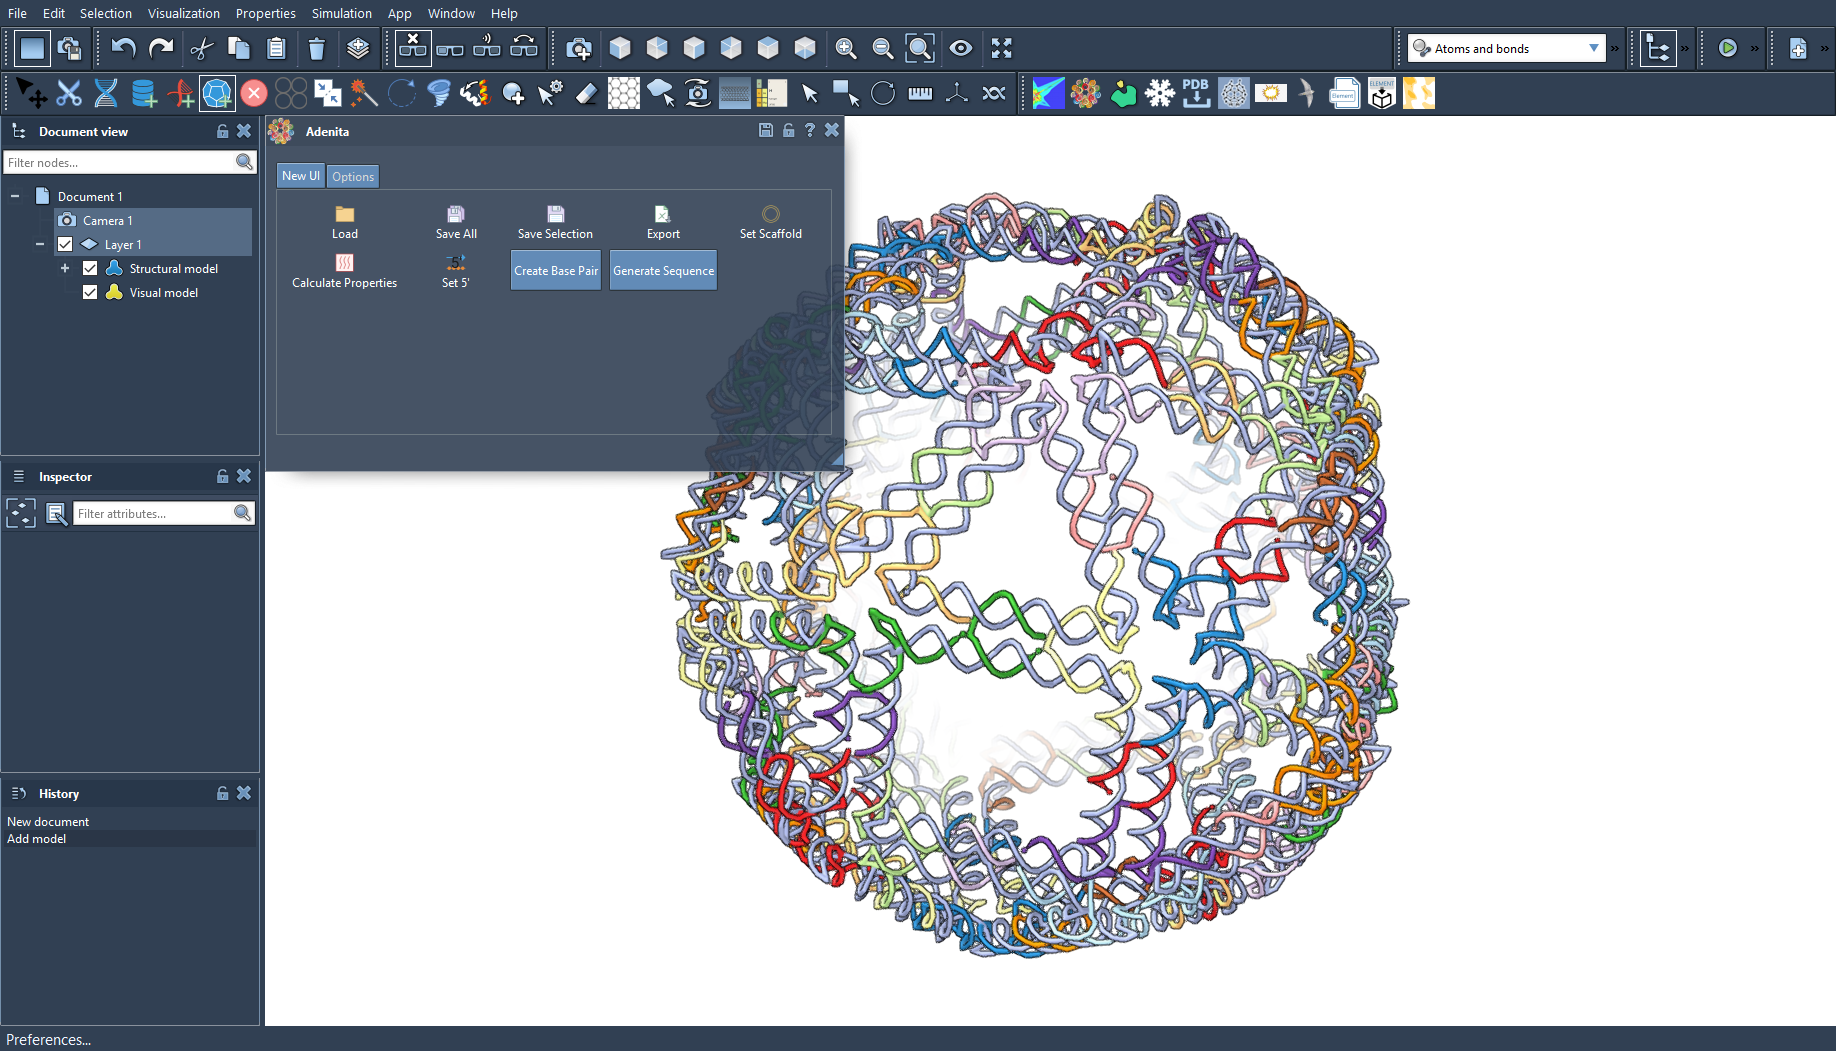 File Edit Selection Visualization Properties Simulation App Window Help
Atoms and bonds
PDB
Element
ELEMENT
Document view
Adenita
Filter nodes...
New UI Options
Document 1
Camera 1
Layer 1
Structural model
Visual model
Load Save All Save Selection Export Set Scaffold
Calculate Properties Set 5' Create Base Pair Generate Sequence
5'
Inspector
Filter attributes...
History
New document
Add model
Preferences...